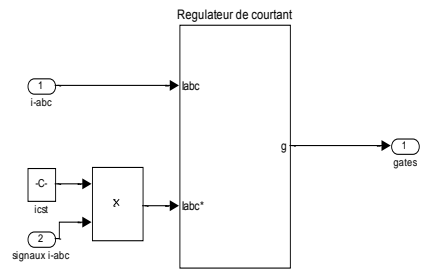 Regulateur de courtant
1
i-abc
Iabc
g
1
gates
-C-
icst
X
Iabc*
2
signaux i-abc